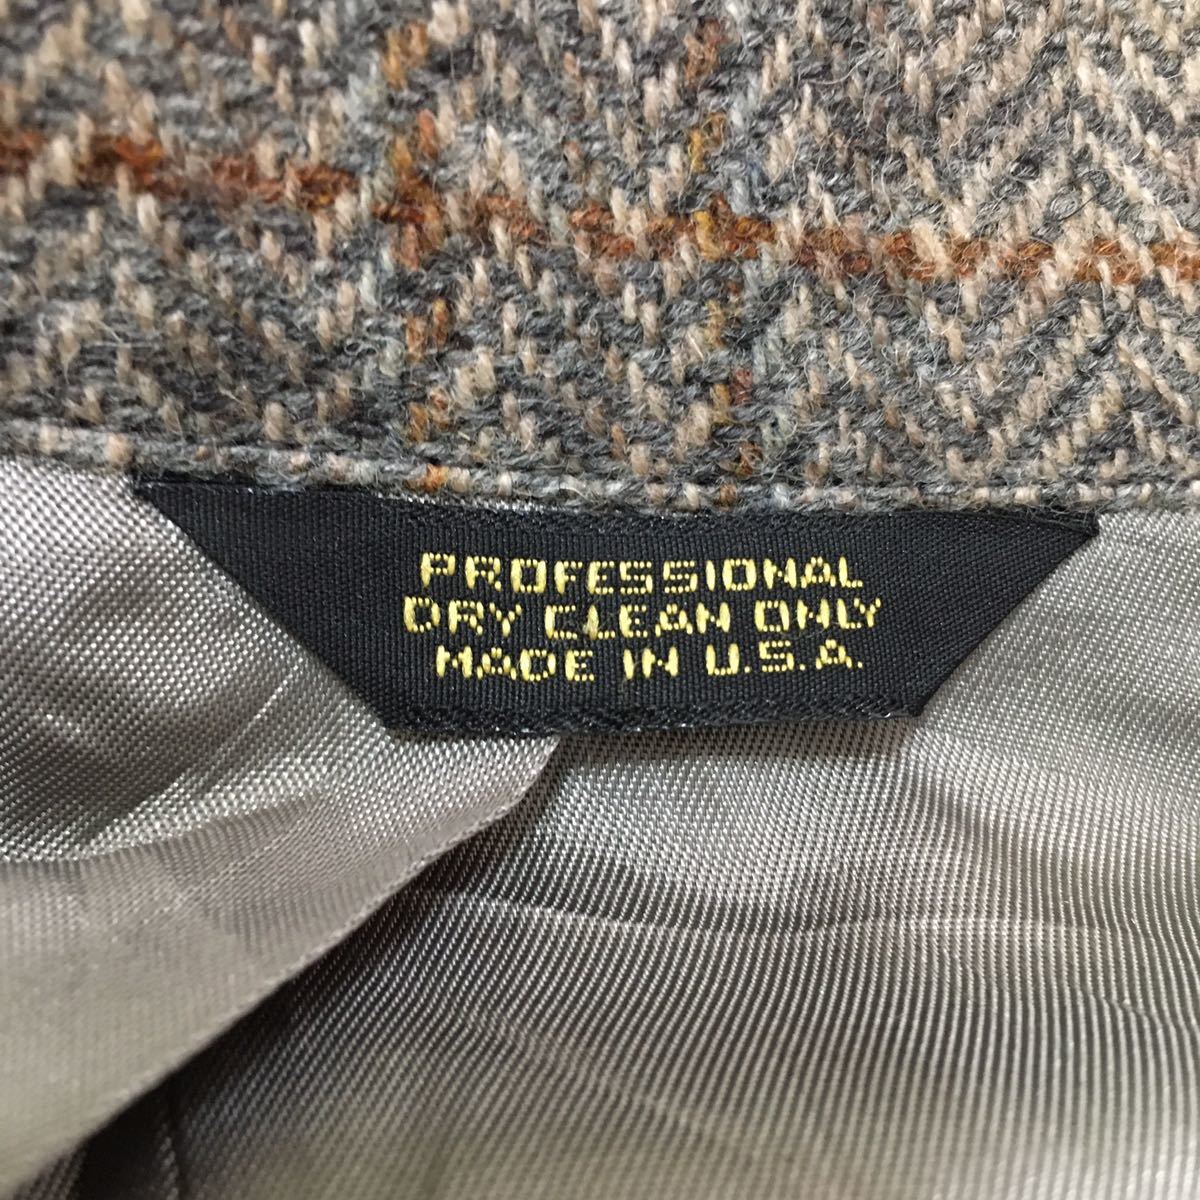 PROFESSIONAL
DRY CLEAN ONLY
MADE IN U.S.A.